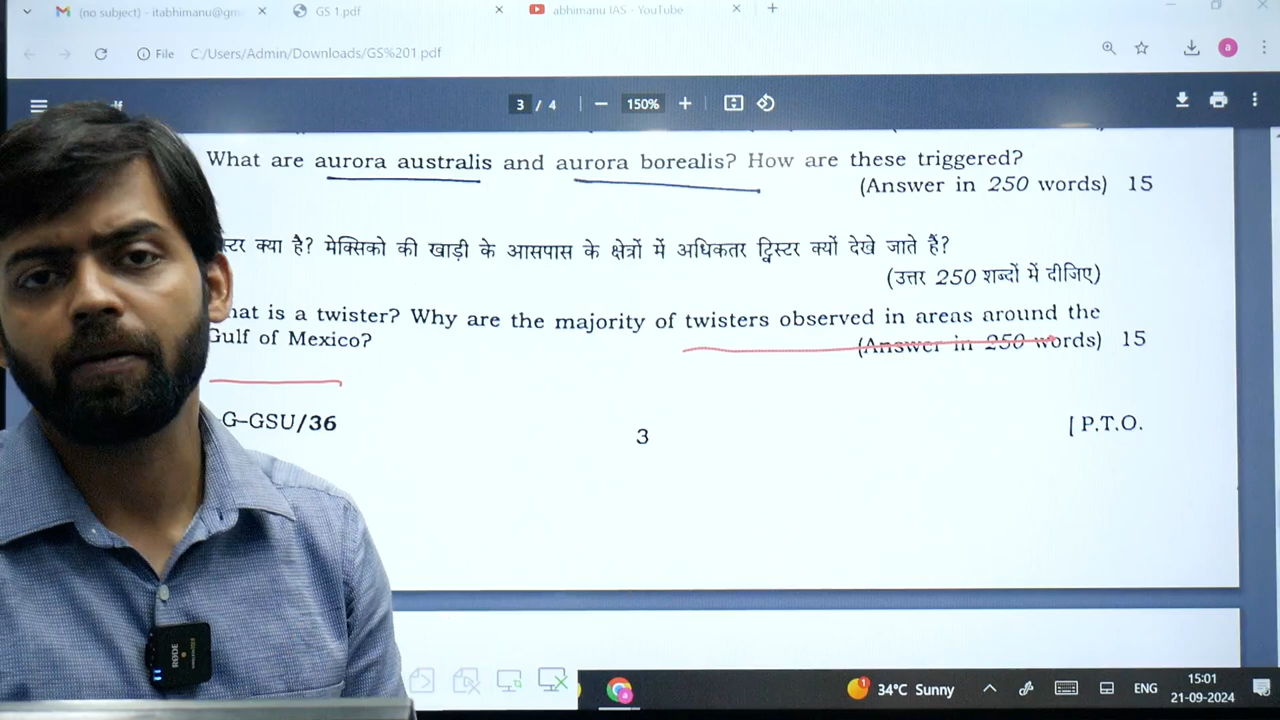 (no subject) – itabhimanu@gm
GS 1.pdf
abhimanu IAS - YouTube
File C:/Users/Admin/Downloads/GS%201.pdf
a
3 / 4
150%
What are aurora australis and aurora borealis? How are these triggered?
(Answer in 250 words) 15
स्टर क्या है? मेक्सिको की खाड़ी के आसपास के क्षेत्रों में अधिकतर ट्विस्टर क्यों देखे जाते हैं?
(उत्तर 250 शब्दों में दीजिए)
hat is a twister? Why are the majority of twisters observed in areas around the
Gulf of Mexico?
(Answer in 250 words) 15
G–GSU/36
3
[ P.T.O.
RØDE
1
34°C Sunny
ENG
15:01
21-09-2024